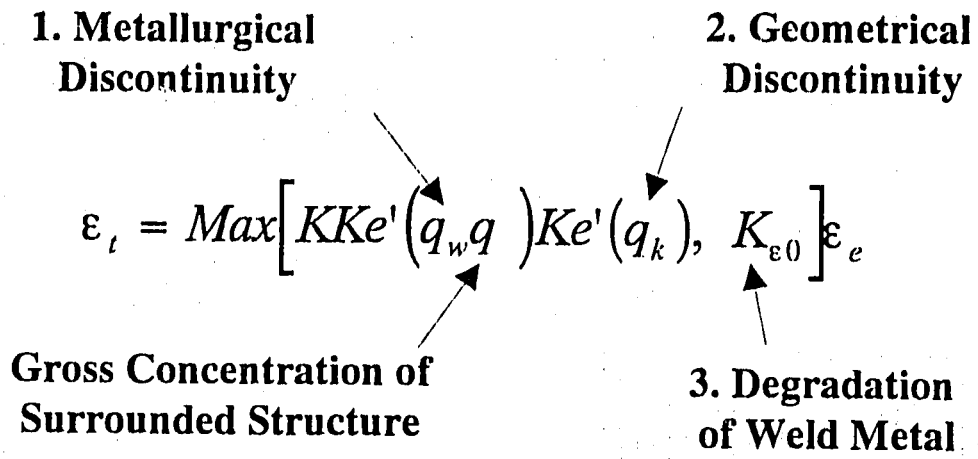 1. Metallurgical
Discontinuity
2. Geometrical
Discontinuity
ε_t = Max[KKe'(q_w q )Ke'(q_k), K_ε0]ε_e
Gross Concentration of
Surrounded Structure
3. Degradation
of Weld Metal